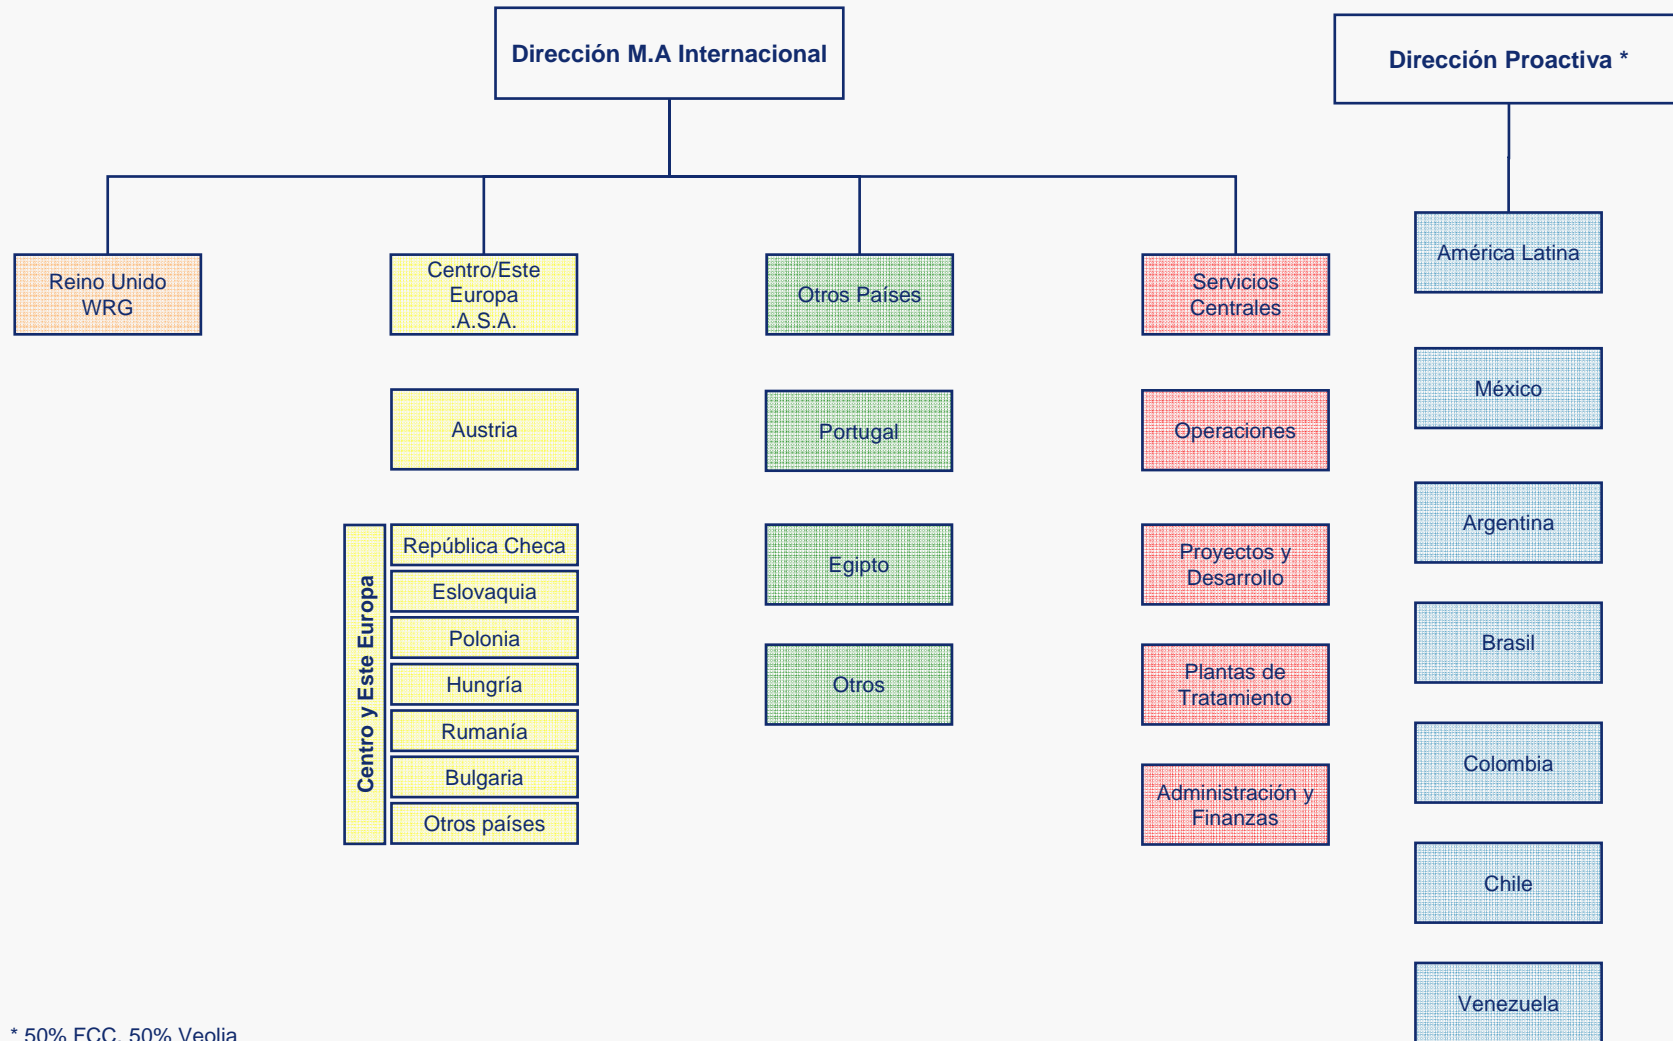 Dirección M.A Internacional
Dirección Proactiva *
Reino Unido
WRG
Centro/Este
Europa
.A.S.A.
Otros Países
Servicios
Centrales
América Latina
Austria
Portugal
Operaciones
México
Centro y Este Europa
República Checa
Eslovaquia
Polonia
Hungría
Rumanía
Bulgaria
Otros países
Egipto
Otros
Proyectos y
Desarrollo
Plantas de
Tratamiento
Administración y
Finanzas
Argentina
Brasil
Colombia
Chile
Venezuela
* 50% FCC, 50% Veolia